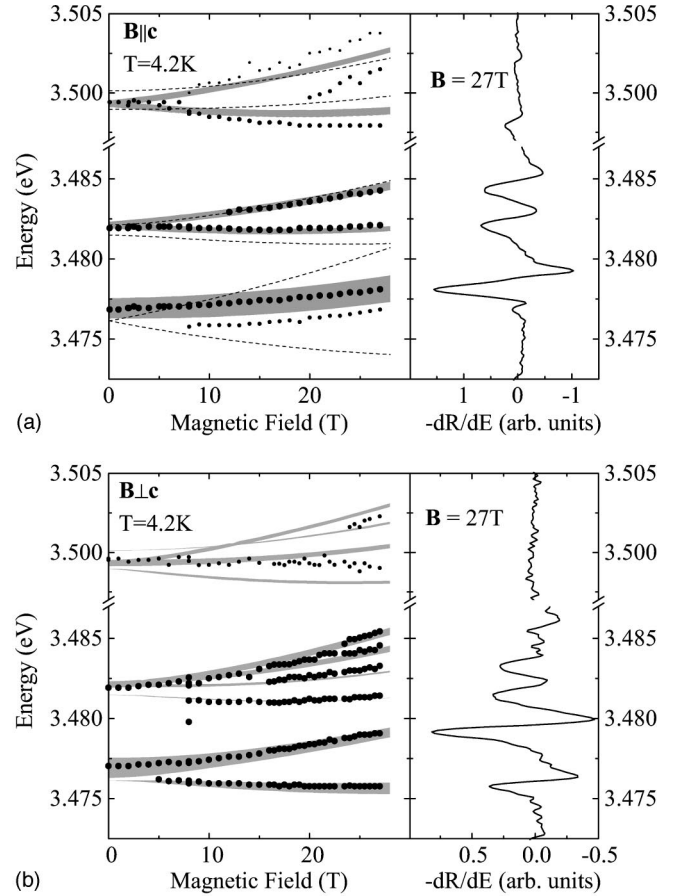 (a)
B||c
T=4.2K
B = 27T
Energy (eV)
3.505
3.500
3.485
3.480
3.475
3.505
3.500
3.485
3.480
3.475
0 10 20
1 0 -1
Magnetic Field (T)
-dR/dE (arb. units)
(b)
B⊥c
T=4.2K
B = 27T
Energy (eV)
3.505
3.500
3.485
3.480
3.475
3.505
3.500
3.485
3.480
3.475
0 10 20
0.5 0.0 -0.5
Magnetic Field (T)
-dR/dE (arb. units)